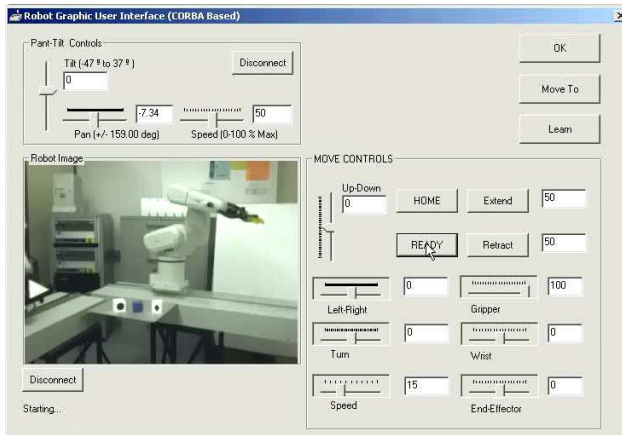 Robot Graphic User Interface (CORBA Based)
Pant-Tilt Controls
Tilt (-47 º to 37 º )
0
Disconnect
-7.34
50
Pan (+/- 159.00 deg)
Speed (0-100 % Max)
OK
Move To
Learn
Robot Image
MOVE CONTROLS
Up-Down
0
HOME
Extend
50
READY
Retract
50
0
100
Left-Right
Gripper
0
0
Turn
Wrist
15
0
Speed
End-Effector
Disconnect
Starting...